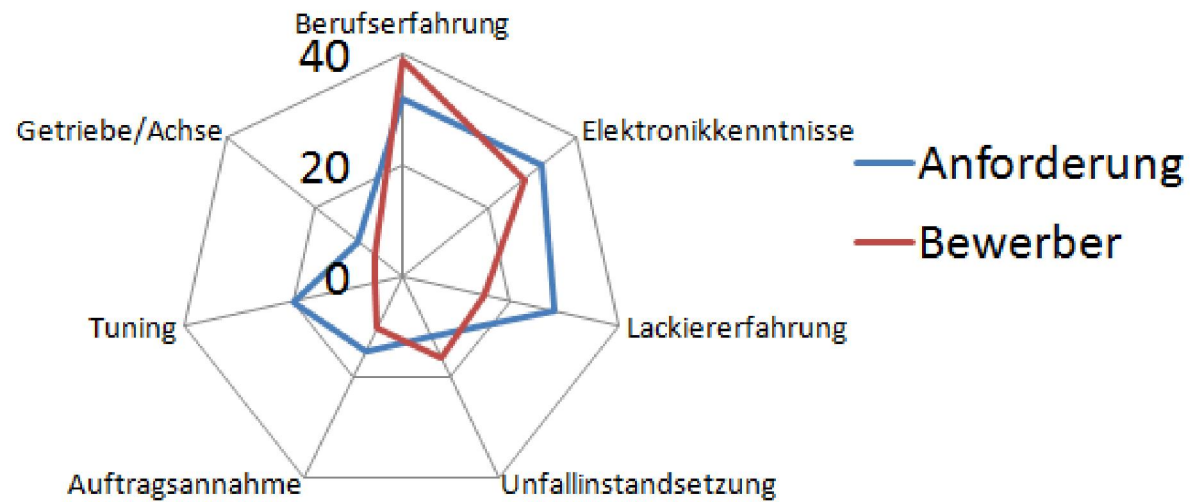 Berufserfahrung
40
Getriebe/Achse
Elektronikkenntnisse
20
Anforderung
Bewerber
0
Tuning
Lackiererfahrung
Auftragsannahme
Unfallinstandsetzung